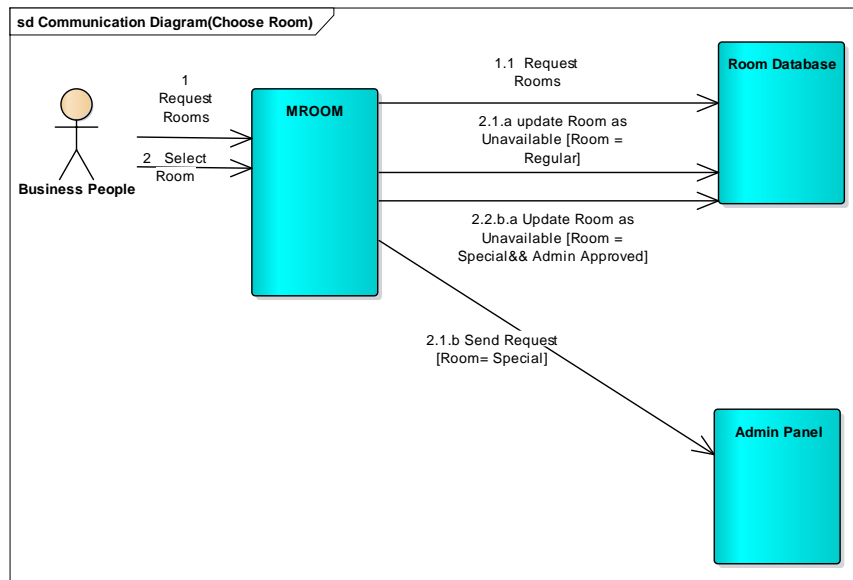 sd Communication Diagram(Choose Room)
1
Request
Rooms
2 Select
Room
Business People
MROOM
1.1 Request
Rooms
2.1.a update Room as
Unavailable [Room =
Regular]
2.2.b.a Update Room as
Unavailable [Room =
Special&& Admin Approved]
2.1.b Send Request
[Room= Special]
Room Database
Admin Panel